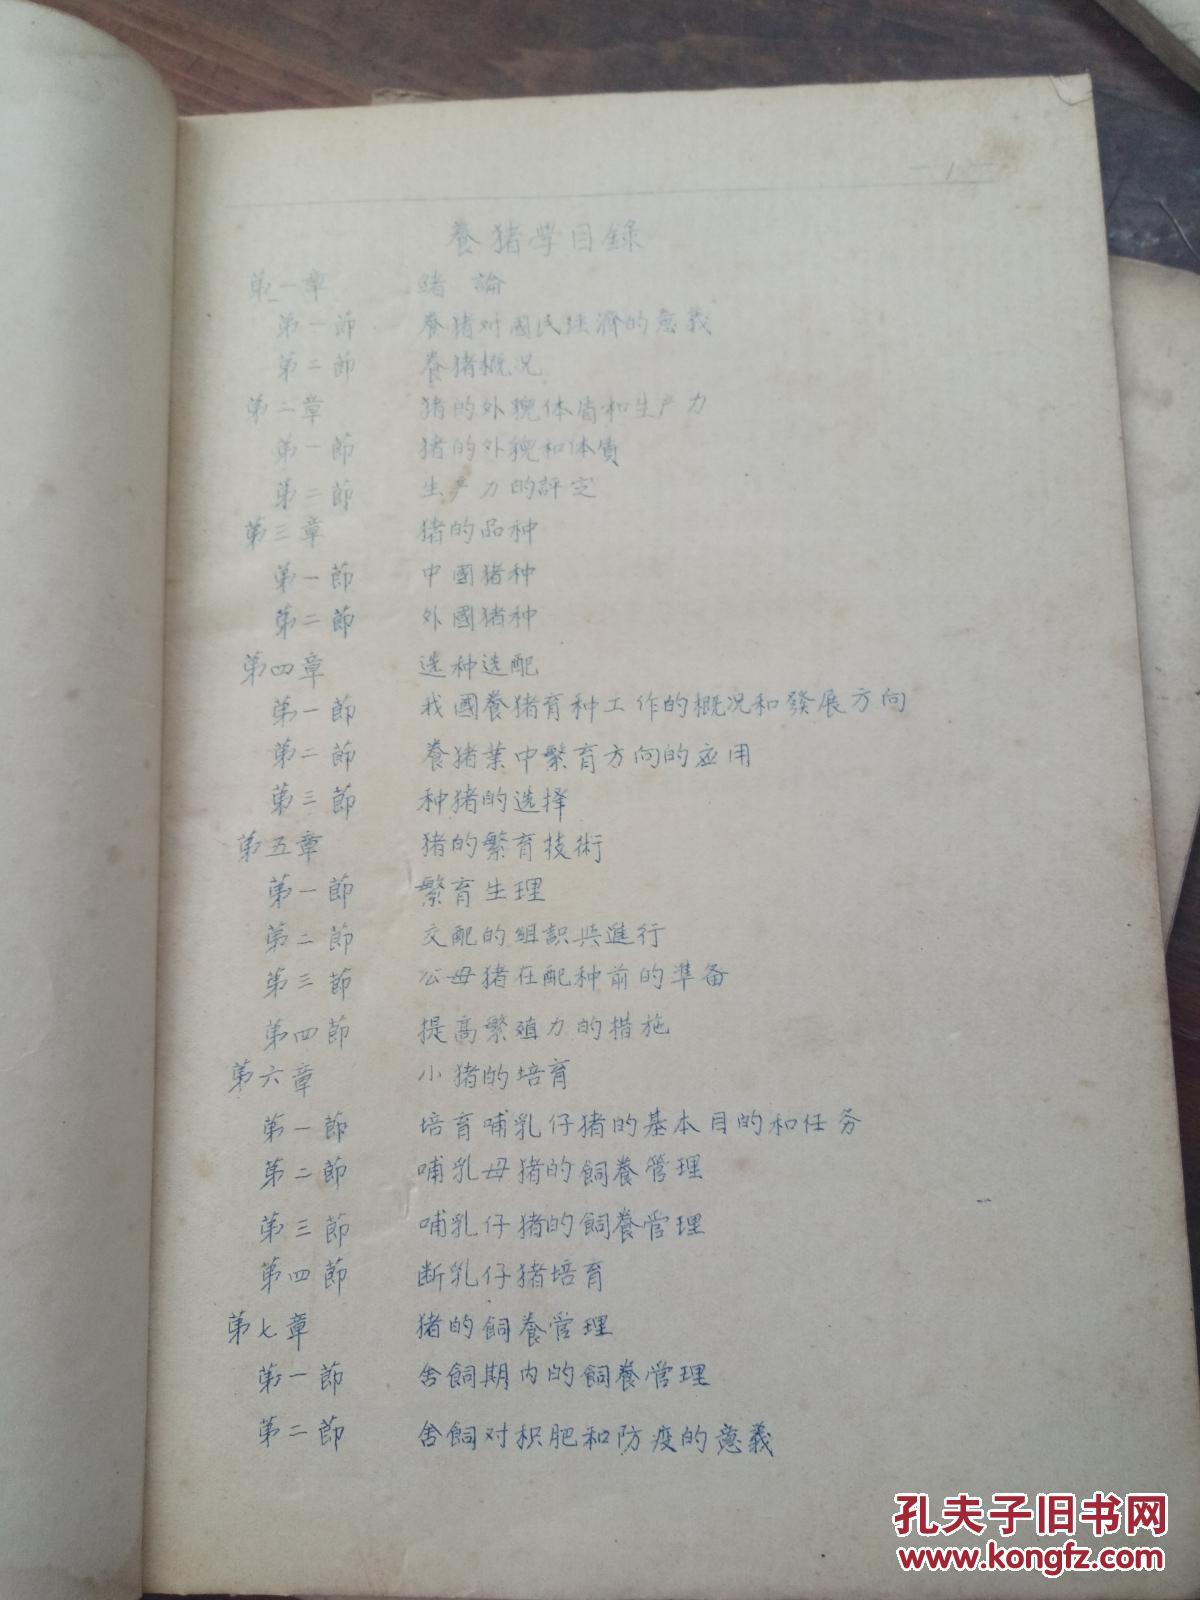 —1—
養猪学目錄
第一章 緒論
第一節 養猪对國民経濟的意義
第二節 養猪概况
第二章 猪的外貌体质和生产力
第一節 猪的外貌和体質
第二節 生产力的評定
第三章 猪的品种
第一節 中國猪种
第二節 外國猪种
第四章 选种选配
第一節 我國養猪育种工作的概况和發展方向
第二節 養猪業中繁育方向的应用
第三節 种猪的选择
第五章 猪的繁育技術
第一節 繁育生理
第二節 交配的組識與進行
第三節 公母猪在配种前的準备
第四節 提高繁殖力的措施
第六章 小猪的培育
第一節 培育哺乳仔猪的基本目的和任务
第二節 哺乳母猪的飼養管理
第三節 哺乳仔猪的飼養管理
第四節 断乳仔猪培育
第七章 猪的飼養管理
第一節 舍飼期内的飼養管理
第二節 舍飼对积肥和防疫的意義
孔夫子旧书网
www.kongfz.com